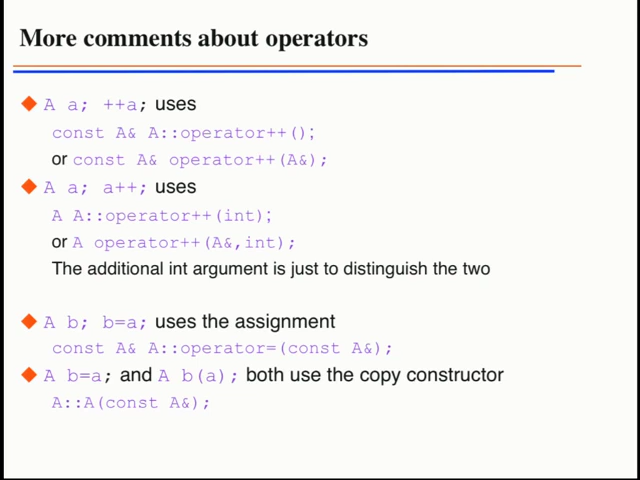 More comments about operators
A a; ++a; uses
const A& A::operator++();
or const A& operator++(A&);
A a; a++; uses
A A::operator++(int);
or A operator++(A&,int);
The additional int argument is just to distinguish the two
A b; b=a; uses the assignment
const A& A::operator=(const A&);
A b=a; and A b(a); both use the copy constructor
A::A(const A&);